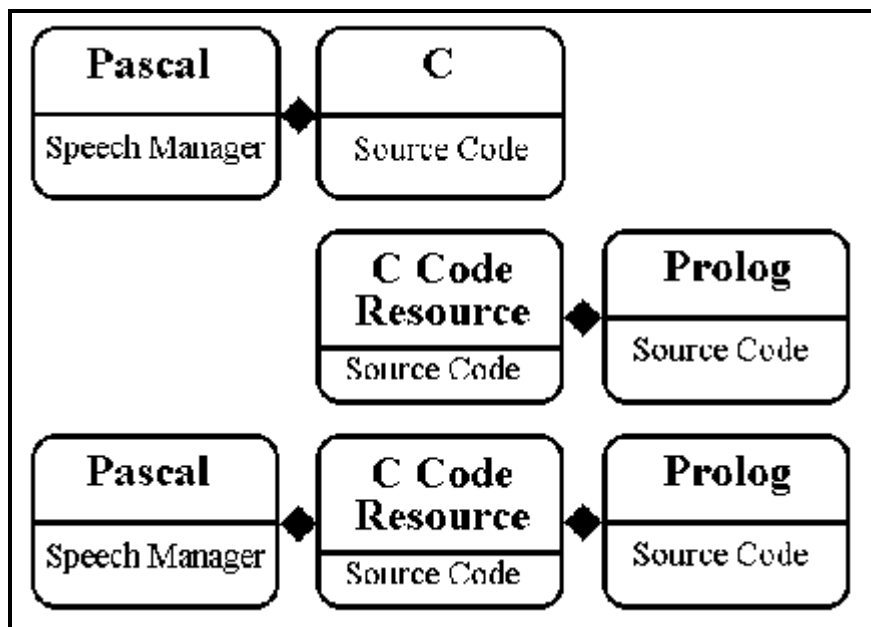 Pascal
Speech Manager
C
Source Code
C Code
Resource
Source Code
Prolog
Source Code
Pascal
Speech Manager
C Code
Resource
Source Code
Prolog
Source Code